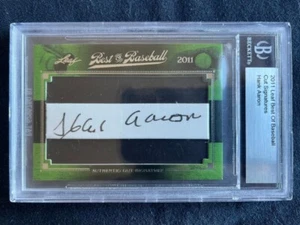 Leaf
Best OF Baseball
2011
Hank Aaron
AUTHENTIC CUT SIGNATURE
BECKETT
2011 Leaf Best Of Baseball
Cut Signatures
Hank Aaron